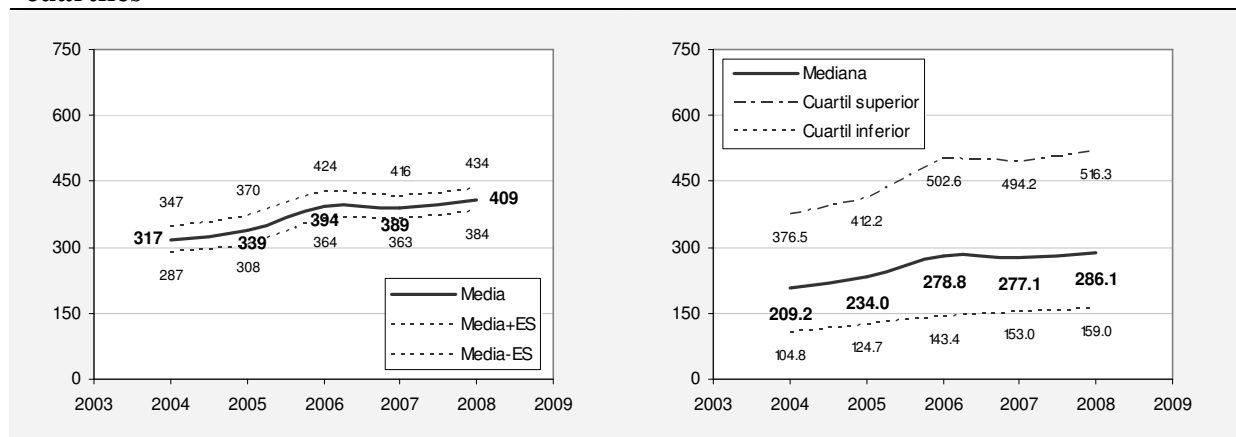 750
600
450
300
150
0
2003 2004 2005 2006 2007 2008 2009
347 370 424 416 434
317 339 394 389 409
287 308 364 363 384
Media
Media+ES
Media-ES
750
600
450
300
150
0
2003 2004 2005 2006 2007 2008 2009
Mediana
Cuartil superior
Cuartil inferior
376.5 412.2 502.6 494.2 516.3
209.2 234.0 278.8 277.1 286.1
104.8 124.7 143.4 153.0 159.0